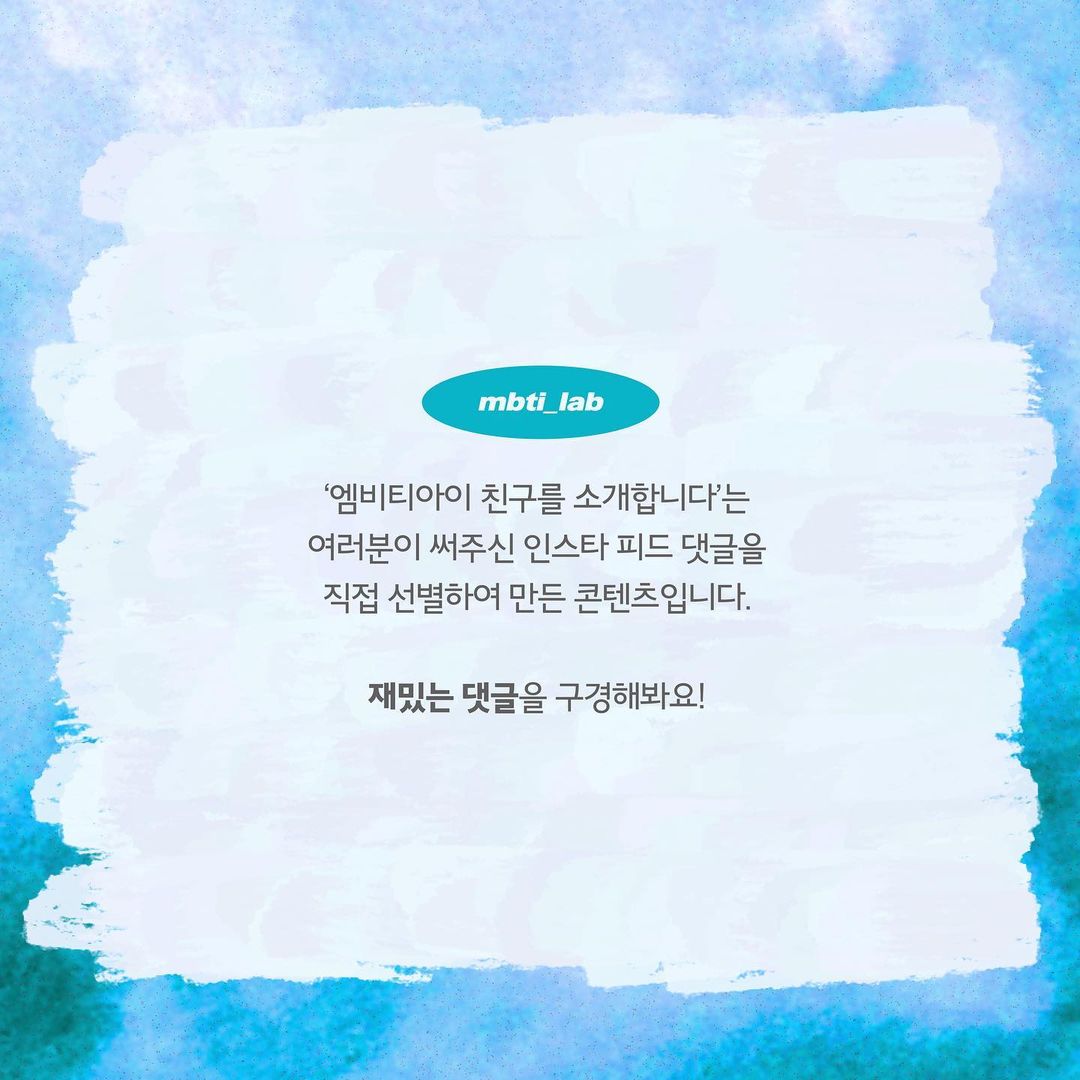 mbti_lab
‘엠비티아이 친구를 소개합니다’는
여러분이 써주신 인스타 피드 댓글을
직접 선별하여 만든 콘텐츠입니다.
재밌는 댓글을 구경해봐요!